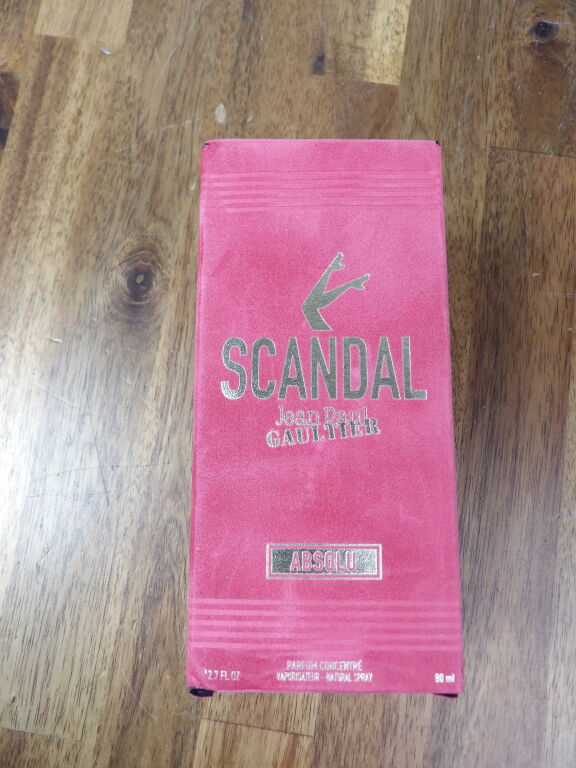 SCANDAL
Jean Paul
GAULTIER
ABSOLU
PARFUM CONCENTRÉ
2.7 FL OZ VAPORISATEUR - NATURAL SPRAY 80 ml